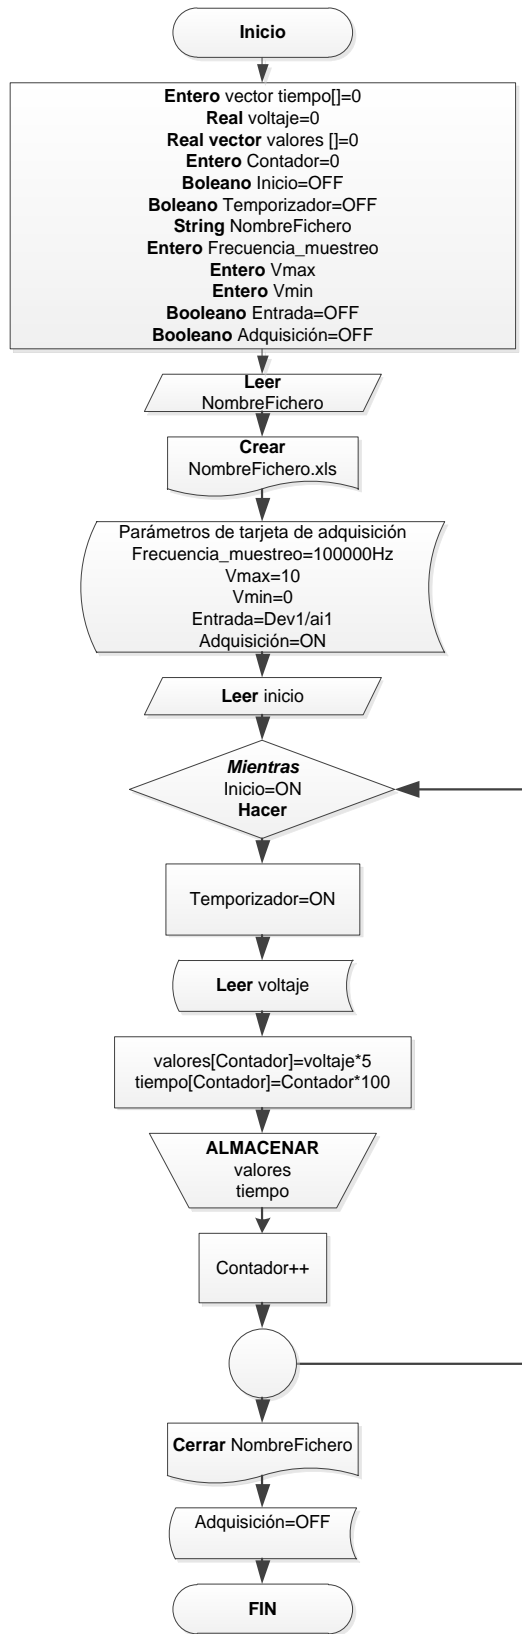 Inicio
Entero vector tiempo[]=0
Real voltaje=0
Real vector valores []=0
Entero Contador=0
Boleano Inicio=OFF
Boleano Temporizador=OFF
String NombreFichero
Entero Frecuencia_muestreo
Entero Vmax
Entero Vmin
Booleano Entrada=OFF
Booleano Adquisición=OFF
Leer
NombreFichero
Crear
NombreFichero.xls
Parámetros de tarjeta de adquisición
Frecuencia_muestreo=100000Hz
Vmax=10
Vmin=0
Entrada=Dev1/ai1
Adquisición=ON
Leer inicio
Mientras
Inicio=ON
Hacer
Temporizador=ON
Leer voltaje
valores[Contador]=voltaje*5
tiempo[Contador]=Contador*100
ALMACENAR
valores
tiempo
Contador++
Cerrar NombreFichero
Adquisición=OFF
FIN